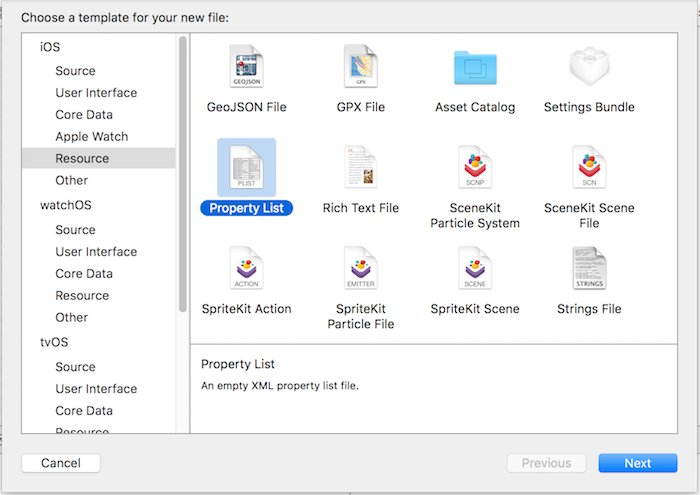 Choose a template for your new file:
iOS
Source
User Interface
Core Data
Apple Watch
Resource
Other
watchOS
Source
User Interface
Core Data
Resource
Other
tvOS
Source
User Interface
Core Data
Resource
GEOJSON
GeoJSON File
GPX
GPX File
Asset Catalog
Settings Bundle
PLIST
Property List
Rich Text File
SCNP
SceneKit
Particle System
SCN
SceneKit Scene
File
ACTION
SpriteKit Action
EMITTER
SpriteKit
Particle File
SCENE
SpriteKit Scene
STRINGS
Strings File
Property List
An empty XML property list file.
Cancel
Previous
Next